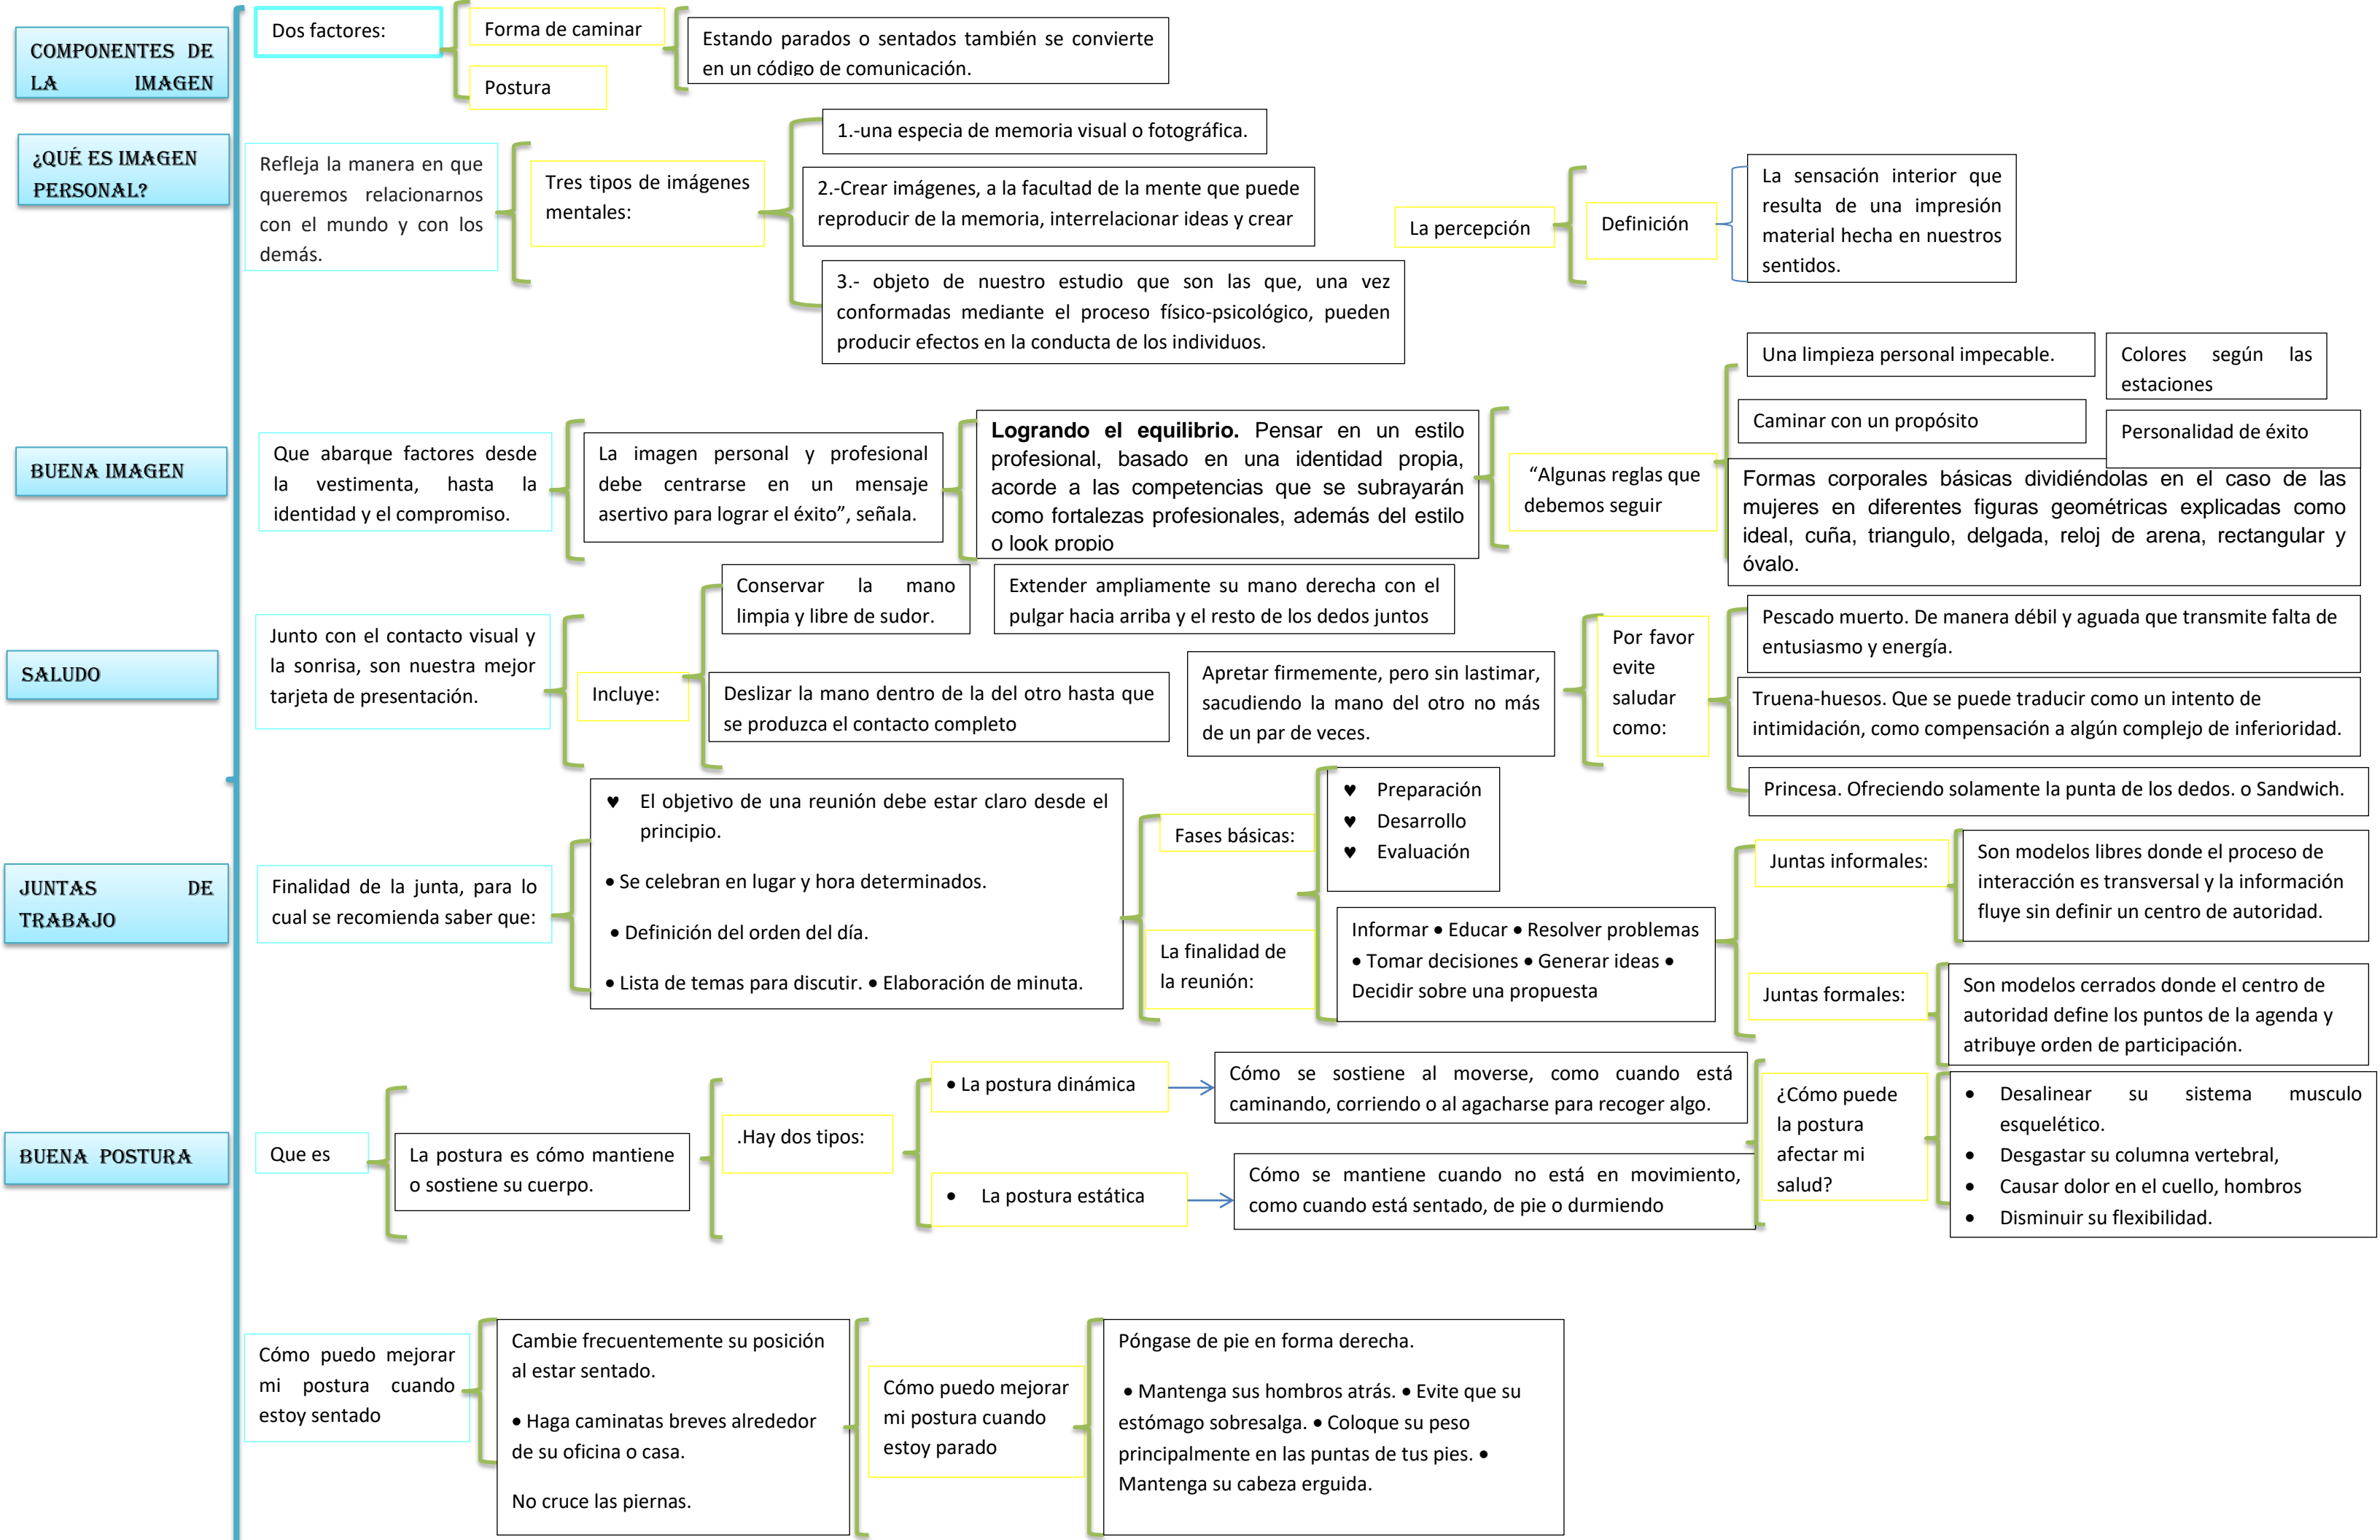 COMPONENTES DE
LA IMAGEN
Dos factores:
Forma de caminar
Postura
Estando parados o sentados también se convierte
en un código de comunicación.
¿QUÉ ES IMAGEN
PERSONAL?
Refleja la manera en que
queremos relacionarnos
con el mundo y con los
demás.
Tres tipos de imágenes
mentales:
1.-una especia de memoria visual o fotográfica.
2.-Crear imágenes, a la facultad de la mente que puede
reproducir de la memoria, interrelacionar ideas y crear
3.- objeto de nuestro estudio que son las que, una vez
conformadas mediante el proceso físico-psicológico, pueden
producir efectos en la conducta de los individuos.
La percepción
Definición
La sensación interior que
resulta de una impresión
material hecha en nuestros
sentidos.
BUENA IMAGEN
Que abarque factores desde
la vestimenta, hasta la
identidad y el compromiso.
La imagen personal y profesional
debe centrarse en un mensaje
asertivo para lograr el éxito”, señala.
Logrando el equilibrio. Pensar en un estilo
profesional, basado en una identidad propia,
acorde a las competencias que se subrayarán
como fortalezas profesionales, además del estilo
o look propio
“Algunas reglas que
debemos seguir
Una limpieza personal impecable.
Colores según las
estaciones
Caminar con un propósito
Personalidad de éxito
Formas corporales básicas dividiéndolas en el caso de las
mujeres en diferentes figuras geométricas explicadas como
ideal, cuña, triangulo, delgada, reloj de arena, rectangular y
óvalo.
SALUDO
Junto con el contacto visual y
la sonrisa, son nuestra mejor
tarjeta de presentación.
Incluye:
Conservar la mano
limpia y libre de sudor.
Extender ampliamente su mano derecha con el
pulgar hacia arriba y el resto de los dedos juntos
Deslizar la mano dentro de la del otro hasta que
se produzca el contacto completo
Apretar firmemente, pero sin lastimar,
sacudiendo la mano del otro no más
de un par de veces.
Por favor
evite
saludar
como:
Pescado muerto. De manera débil y aguada que transmite falta de
entusiasmo y energía.
Truena-huesos. Que se puede traducir como un intento de
intimidación, como compensación a algún complejo de inferioridad.
Princesa. Ofreciendo solamente la punta de los dedos. o Sandwich.
JUNTAS DE
TRABAJO
Finalidad de la junta, para lo
cual se recomienda saber que:
♥ El objetivo de una reunión debe estar claro desde el
principio.
• Se celebran en lugar y hora determinados.
• Definición del orden del día.
• Lista de temas para discutir. • Elaboración de minuta.
Fases básicas:
♥ Preparación
♥ Desarrollo
♥ Evaluación
La finalidad de
la reunión:
Informar • Educar • Resolver problemas
• Tomar decisiones • Generar ideas •
Decidir sobre una propuesta
Juntas informales:
Son modelos libres donde el proceso de
interacción es transversal y la información
fluye sin definir un centro de autoridad.
Juntas formales:
Son modelos cerrados donde el centro de
autoridad define los puntos de la agenda y
atribuye orden de participación.
BUENA POSTURA
Que es
La postura es cómo mantiene
o sostiene su cuerpo.
.Hay dos tipos:
• La postura dinámica
Cómo se sostiene al moverse, como cuando está
caminando, corriendo o al agacharse para recoger algo.
• La postura estática
Cómo se mantiene cuando no está en movimiento,
como cuando está sentado, de pie o durmiendo
¿Cómo puede
la postura
afectar mi
salud?
• Desalinear su sistema musculo
esquelético.
• Desgastar su columna vertebral,
• Causar dolor en el cuello, hombros
• Disminuir su flexibilidad.
Cómo puedo mejorar
mi postura cuando
estoy sentado
Cambie frecuentemente su posición
al estar sentado.
• Haga caminatas breves alrededor
de su oficina o casa.
No cruce las piernas.
Cómo puedo mejorar
mi postura cuando
estoy parado
Póngase de pie en forma derecha.
• Mantenga sus hombros atrás. • Evite que su
estómago sobresalga. • Coloque su peso
principalmente en las puntas de tus pies. •
Mantenga su cabeza erguida.